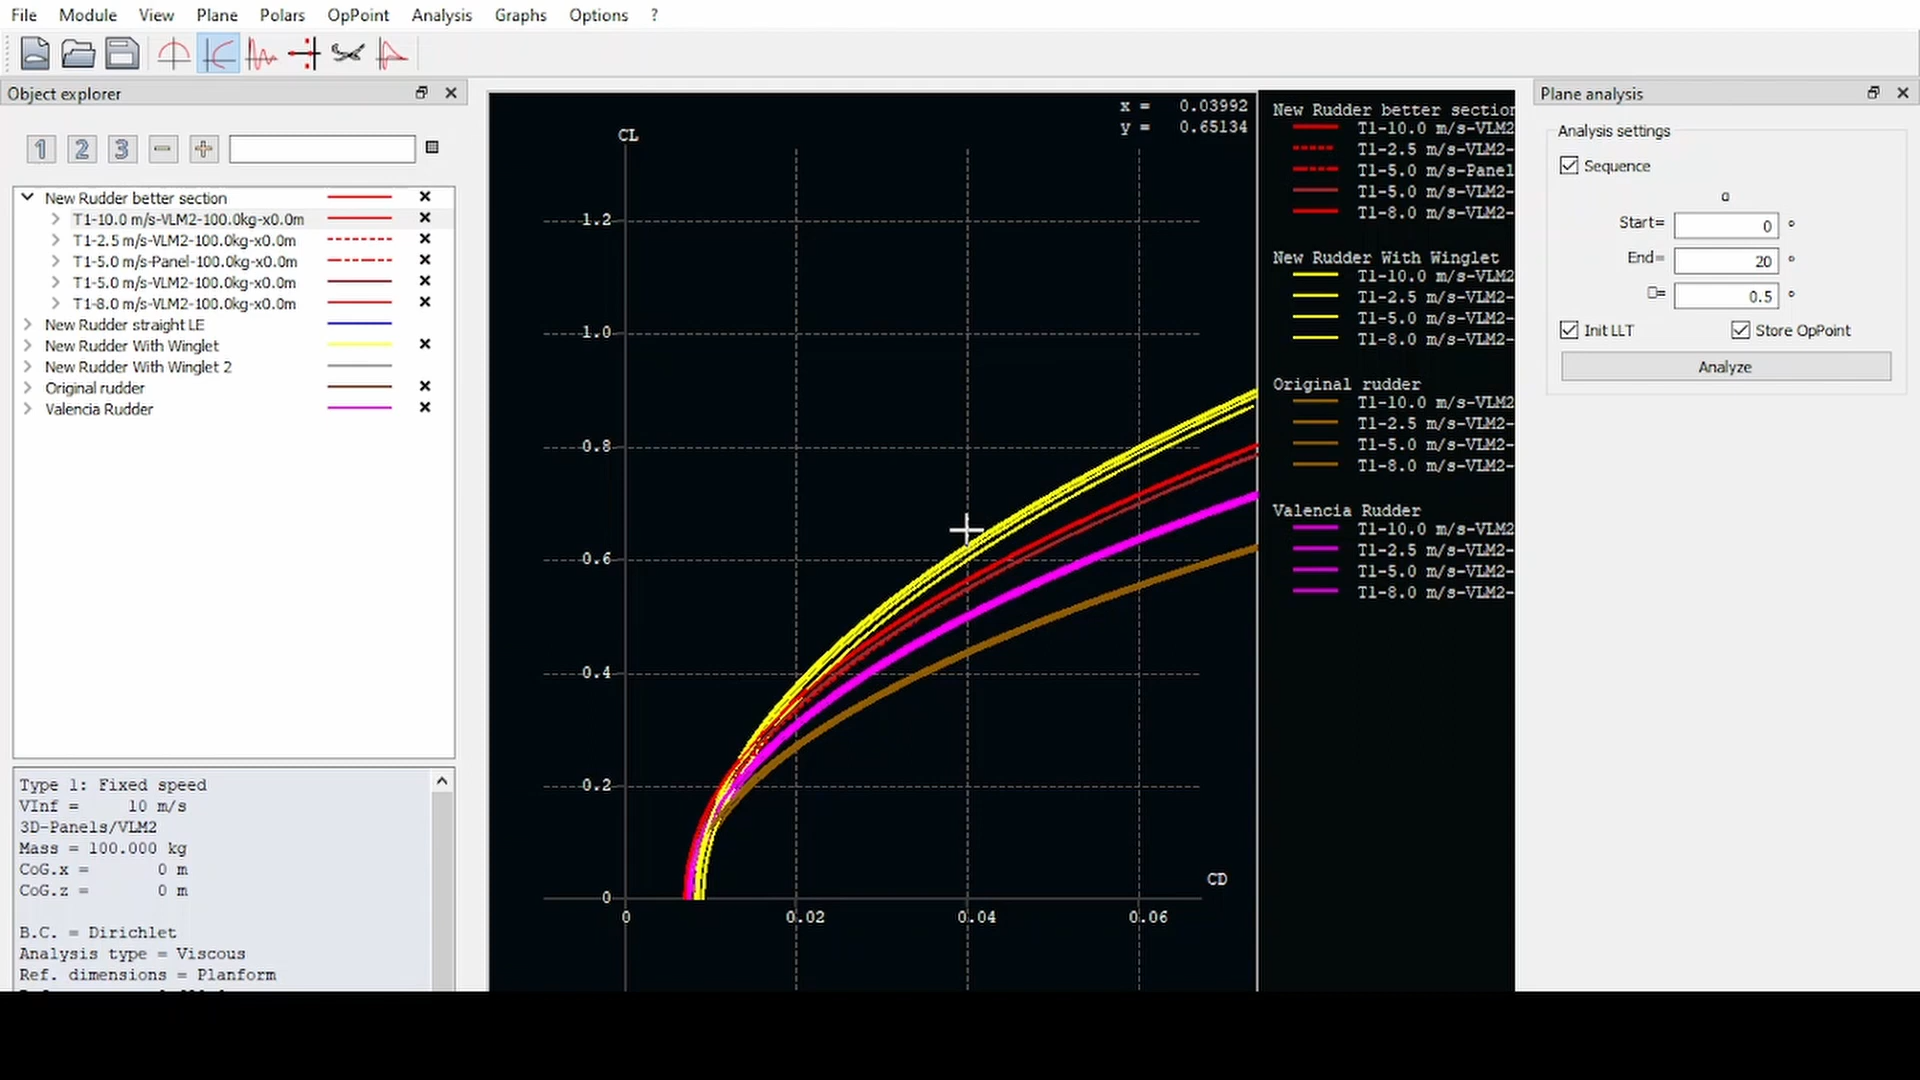 File Module View Plane Polars OpPoint Analysis Graphs Options ?
Object explorer
1 2 3
New Rudder better section
T1-10.0 m/s-VLM2-100.0kg-x0.0m
T1-2.5 m/s-VLM2-100.0kg-x0.0m
T1-5.0 m/s-Panel-100.0kg-x0.0m
T1-5.0 m/s-VLM2-100.0kg-x0.0m
T1-8.0 m/s-VLM2-100.0kg-x0.0m
New Rudder straight LE
New Rudder With Winglet
New Rudder With Winglet 2
Original rudder
Valencia Rudder
Type 1: Fixed speed
VInf = 10 m/s
3D-Panels/VLM2
Mass = 100.000 kg
CoG.x = 0 m
CoG.z = 0 m
B.C. = Dirichlet
Analysis type = Viscous
Ref. dimensions = Planform
x = 0.03992
y = 0.65134
CL
1.2
1.0
0.8
0.6
0.4
0.2
0
CD
0 0.02 0.04 0.06
New Rudder better section
T1-10.0 m/s-VLM2
T1-2.5 m/s-VLM2-
T1-5.0 m/s-Panel
T1-5.0 m/s-VLM2-
T1-8.0 m/s-VLM2-
New Rudder With Winglet
T1-10.0 m/s-VLM2
T1-2.5 m/s-VLM2-
T1-5.0 m/s-VLM2-
T1-8.0 m/s-VLM2-
Original rudder
T1-10.0 m/s-VLM2
T1-2.5 m/s-VLM2-
T1-5.0 m/s-VLM2-
T1-8.0 m/s-VLM2-
Valencia Rudder
T1-10.0 m/s-VLM2
T1-2.5 m/s-VLM2-
T1-5.0 m/s-VLM2-
T1-8.0 m/s-VLM2-
Plane analysis
Analysis settings
Sequence
α
Start= 0 °
End= 20 °
□= 0.5 °
Init LLT Store OpPoint
Analyze